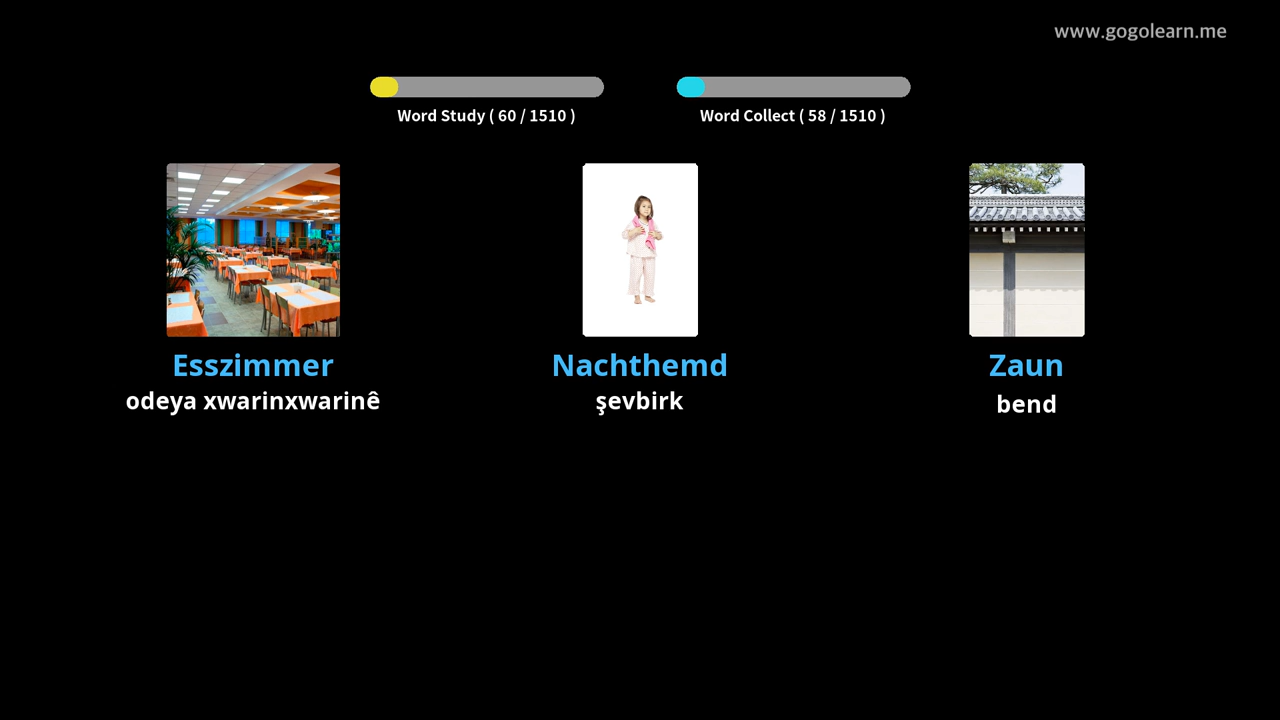 www.gogolearn.me
Word Study ( 60 / 1510 )
Word Collect ( 58 / 1510 )
Esszimmer
odeya xwarinxwarinê
Nachthemd
şevbirk
Zaun
bend